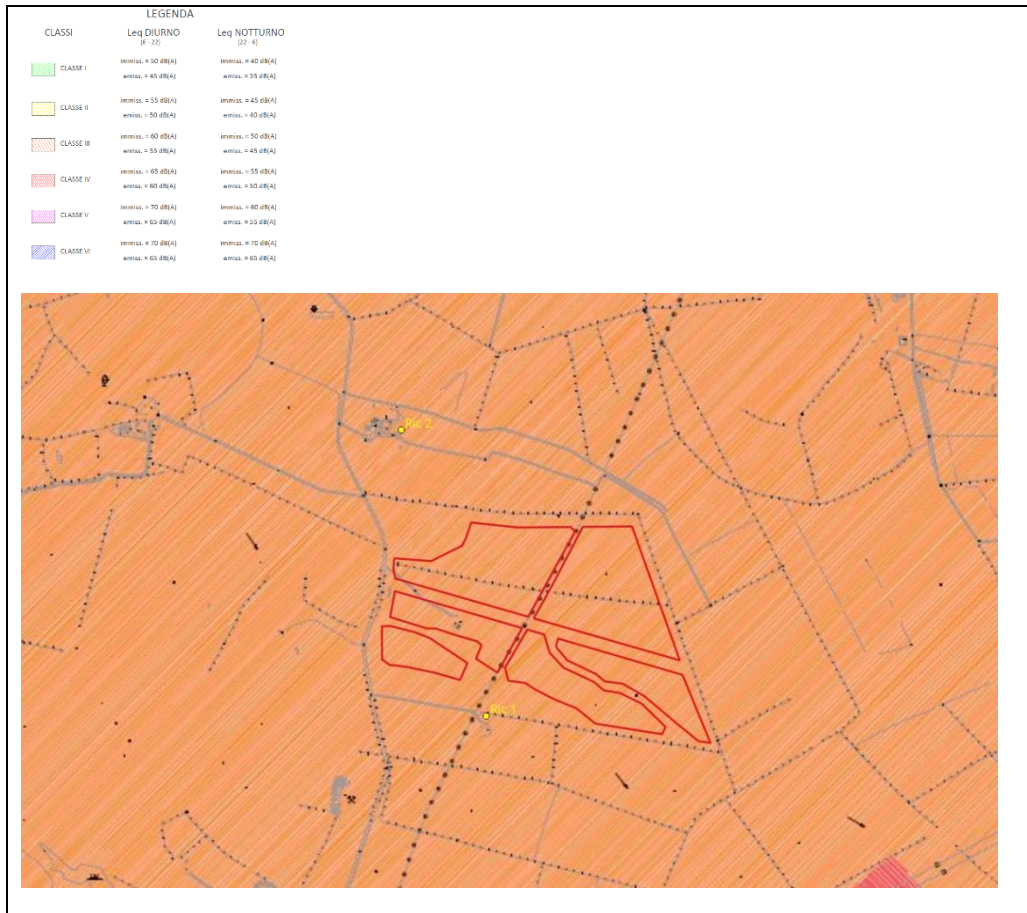 LEGENDA
CLASSI Leq DIURNO Leq NOTTURNO
(6 - 22) (22 - 6)
CLASSE I immiss. = 50 dB(A) immiss. = 40 dB(A)
emiss. = 45 dB(A) emiss. = 35 dB(A)
CLASSE II immiss. = 55 dB(A) immiss. = 45 dB(A)
emiss. = 50 dB(A) emiss. = 40 dB(A)
CLASSE III immiss. = 60 dB(A) immiss. = 50 dB(A)
emiss. = 55 dB(A) emiss. = 45 dB(A)
CLASSE IV immiss. = 65 dB(A) immiss. = 55 dB(A)
emiss. = 60 dB(A) emiss. = 50 dB(A)
CLASSE V immiss. = 70 dB(A) immiss. = 60 dB(A)
emiss. = 65 dB(A) emiss. = 55 dB(A)
CLASSE VI immiss. = 70 dB(A) immiss. = 70 dB(A)
emiss. = 65 dB(A) emiss. = 65 dB(A)
Ric 2
Ric 1